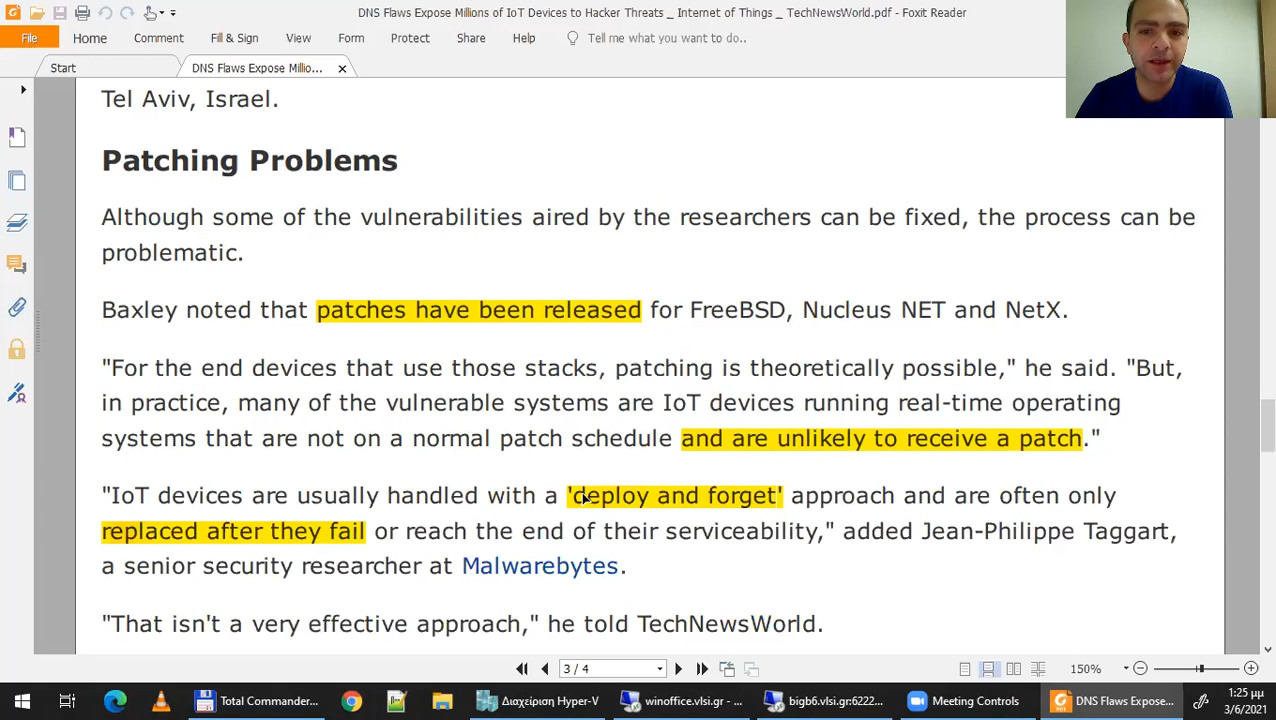 DNS Flaws Expose Millions of IoT Devices to Hacker Threats _ Internet of Things _ TechNewsWorld.pdf - Foxit Reader
File Home Comment Fill & Sign View Form Protect Share Help Tell me what you want to do..
Start DNS Flaws Expose Millio...
Tel Aviv, Israel.
Patching Problems
Although some of the vulnerabilities aired by the researchers can be fixed, the process can be
problematic.
Baxley noted that patches have been released for FreeBSD, Nucleus NET and NetX.
"For the end devices that use those stacks, patching is theoretically possible," he said. "But,
in practice, many of the vulnerable systems are IoT devices running real-time operating
systems that are not on a normal patch schedule and are unlikely to receive a patch."
"IoT devices are usually handled with a 'deploy and forget' approach and are often only
replaced after they fail or reach the end of their serviceability," added Jean-Philippe Taggart,
a senior security researcher at Malwarebytes.
"That isn't a very effective approach," he told TechNewsWorld.
3 / 4 150%
Total Commander... Διαχείριση Hyper-V winoffice.vlsi.gr - ... bigb6.vlsi.gr:6222... Meeting Controls DNS Flaws Expose... 1:25 μμ
3/6/2021